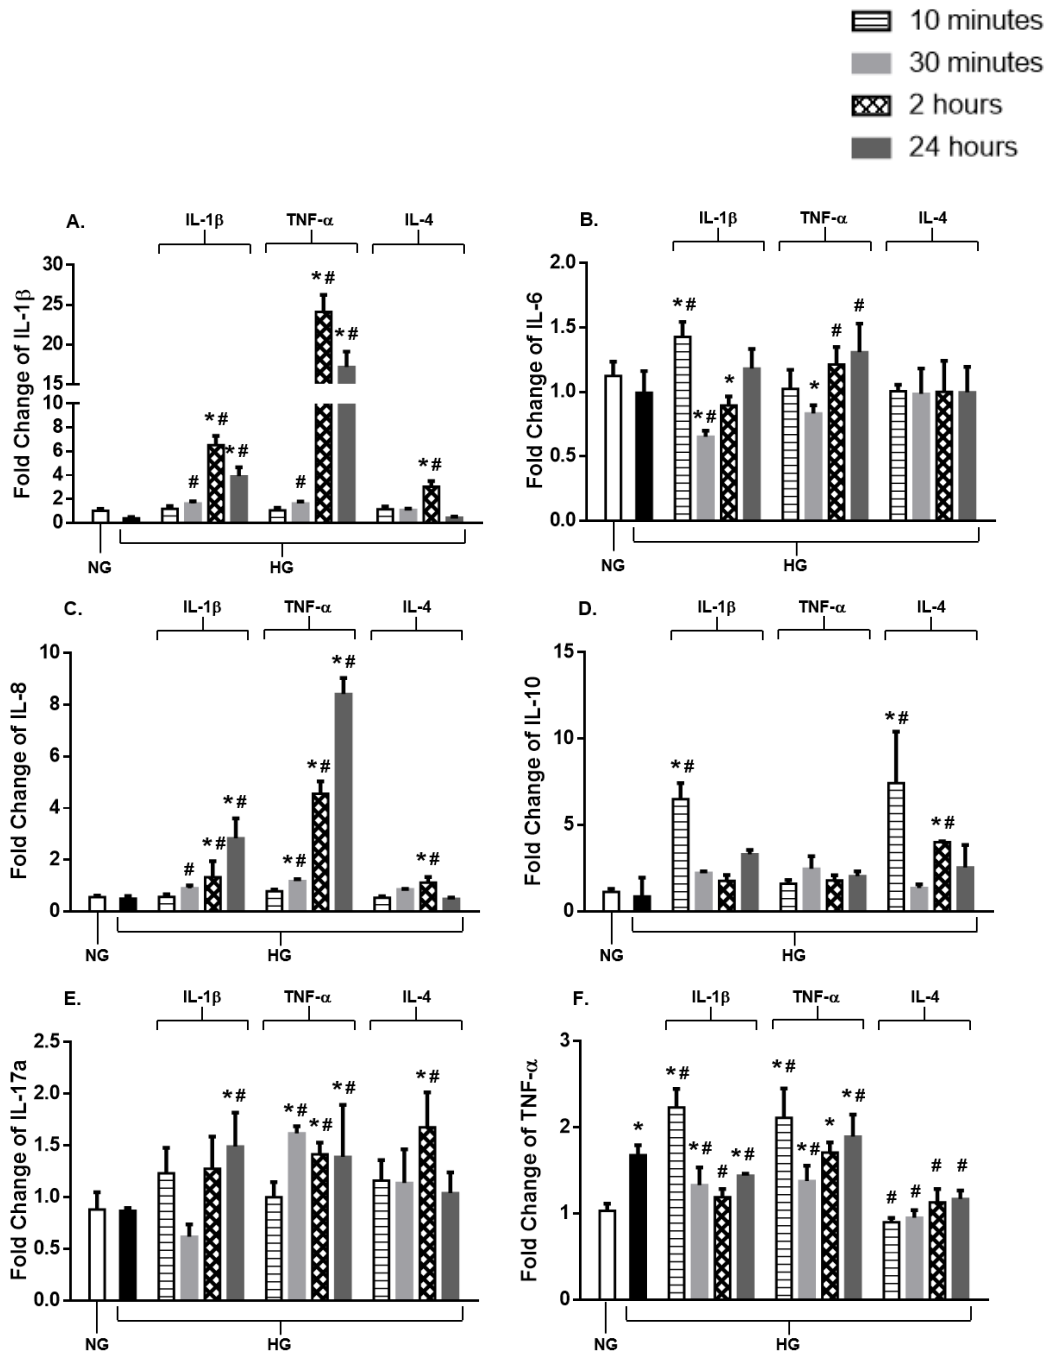 10 minutes
30 minutes
2 hours
24 hours
A.
IL-1β TNF-α IL-4
Fold Change of IL-1β
30
25
20
15
10
8
6
4
2
0
# *# *# # *# *# *#
NG HG
B.
IL-1β TNF-α IL-4
Fold Change of IL-6
2.0
1.5
1.0
0.5
0.0
*# *# * * # #
NG HG
C.
IL-1β TNF-α IL-4
Fold Change of IL-8
10
8
6
4
2
0
# *# *# *# *# *# *#
NG HG
D.
IL-1β TNF-α IL-4
Fold Change of IL-10
15
10
5
0
*# *# *#
NG HG
E.
IL-1β TNF-α IL-4
Fold Change of IL-17a
2.5
2.0
1.5
1.0
0.5
0.0
*# *# *# *# *#
NG HG
F.
IL-1β TNF-α IL-4
Fold Change of TNF-α
3
2
1
0
* *# *# # *# *# *# * *# # # # #
NG HG